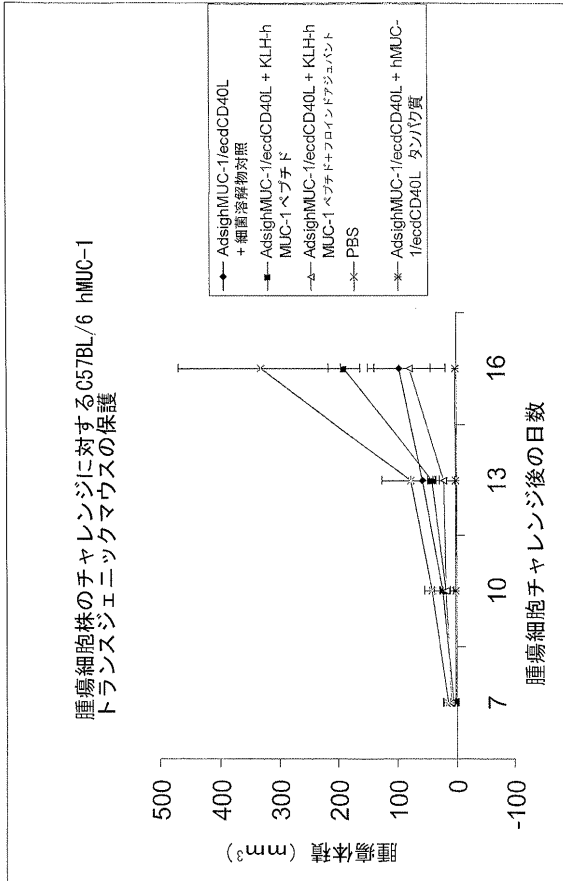 腫瘍細胞株のチャレンジに対するC57BL/6 hMUC-1
トランスジェニックマウスの保護
AdsighMUC-1/ecdCD40L
+ 細菌溶解物対照
AdsighMUC-1/ecdCD40L + KLH-h
MUC-1 ペプチド
AdsighMUC-1/ecdCD40L + KLH-h
MUC-1 ペプチド+フロインドアジュバント
PBS
AdsighMUC-1/ecdCD40L + hMUC-
1/ecdCD40L タンパク質
腫瘍体積 (mm³)
500
400
300
200
100
0
-100
7
10
13
16
腫瘍細胞チャレンジ後の日数